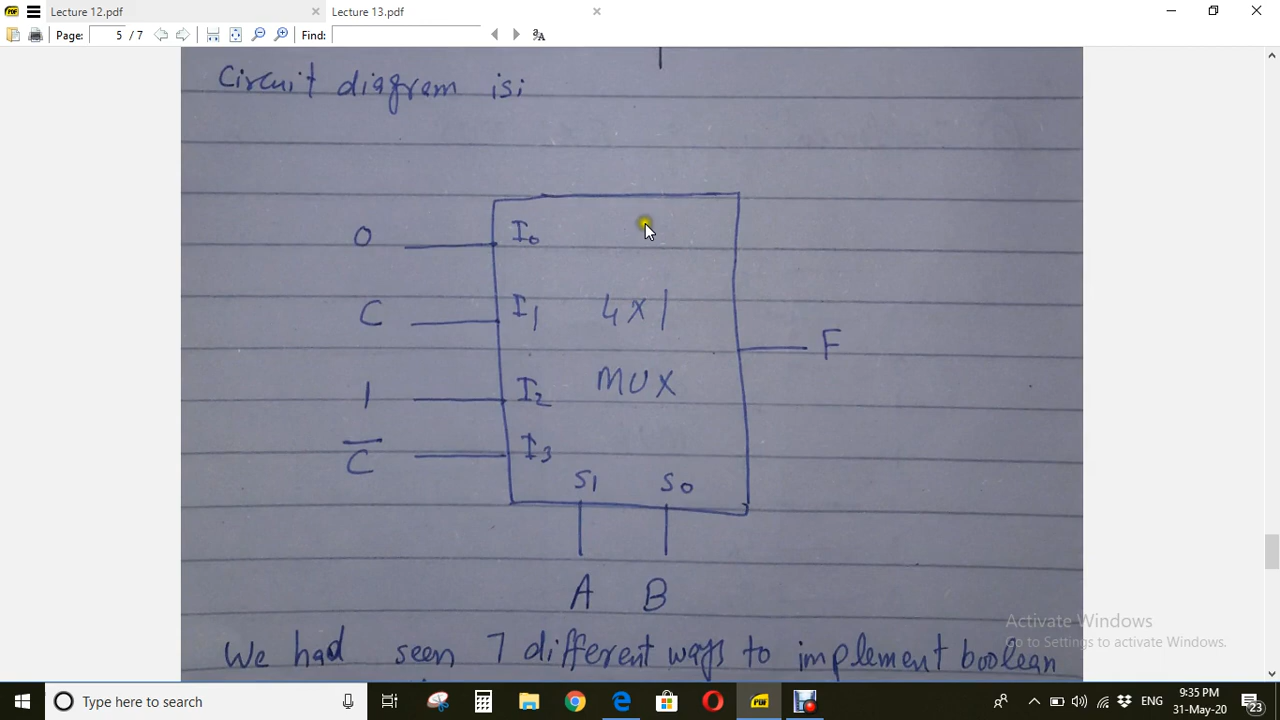 Lecture 12.pdf
Lecture 13.pdf
Page: 5 / 7 Find:
Circuit diagram is:
0 I0
C I1 4X1
F
1 I2 MUX
C̅ I3
S1 S0
A B
Activate Windows
Go to Settings to activate Windows.
We had seen 7 different ways to implement boolean
Type here to search
ENG
9:35 PM
31-May-20
23